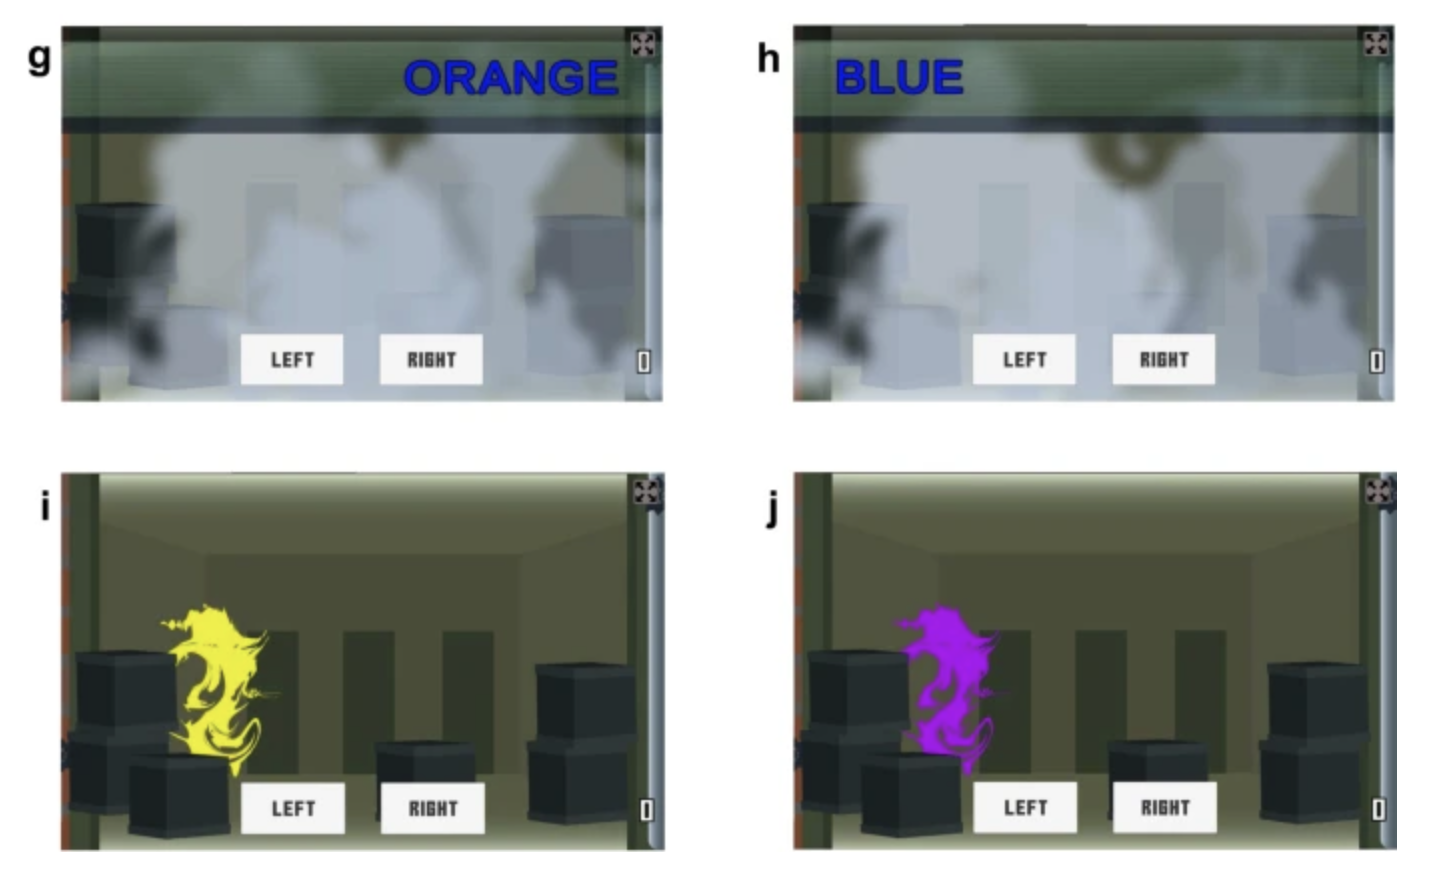 g
ORANGE
LEFT RIGHT
h
BLUE
LEFT RIGHT
i
LEFT RIGHT
j
LEFT RIGHT